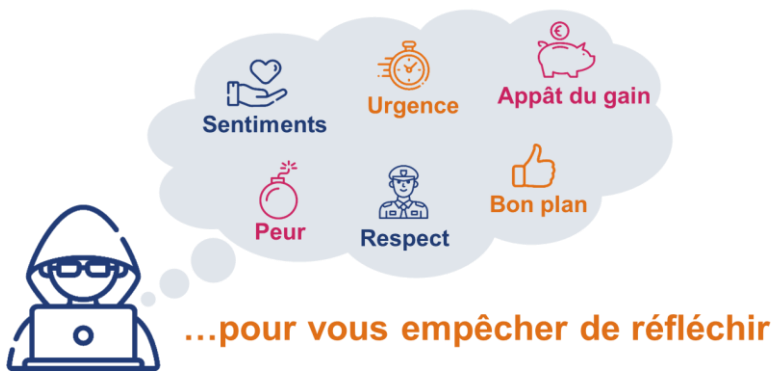 Sentiments
Urgence
Appât du gain
Peur
Respect
Bon plan
...pour vous empêcher de réfléchir